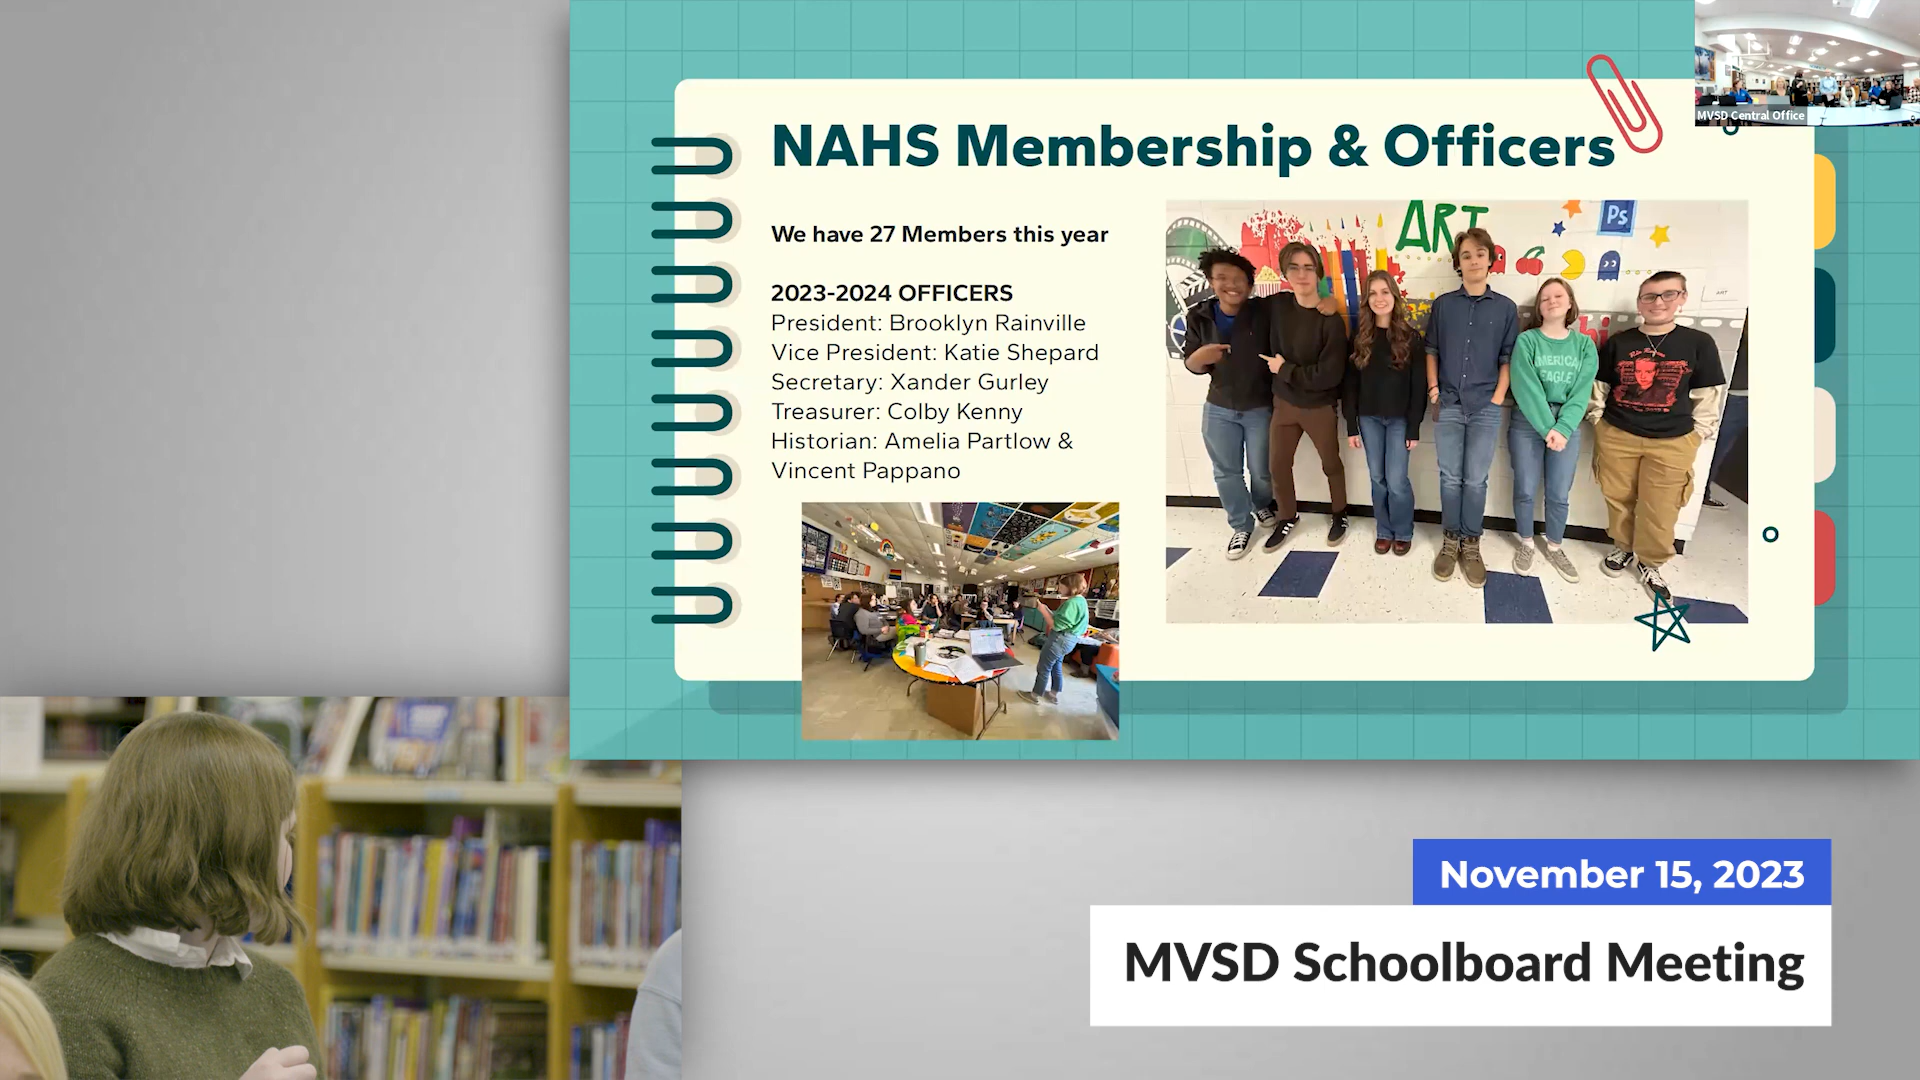 NAHS Membership & Officers
MVSD Central Office
We have 27 Members this year
2023-2024 OFFICERS
President: Brooklyn Rainville
Vice President: Katie Shepard
Secretary: Xander Gurley
Treasurer: Colby Kenny
Historian: Amelia Partlow &
Vincent Pappano
ART
Ps
AMERICAN
EAGLE
November 15, 2023
MVSD Schoolboard Meeting